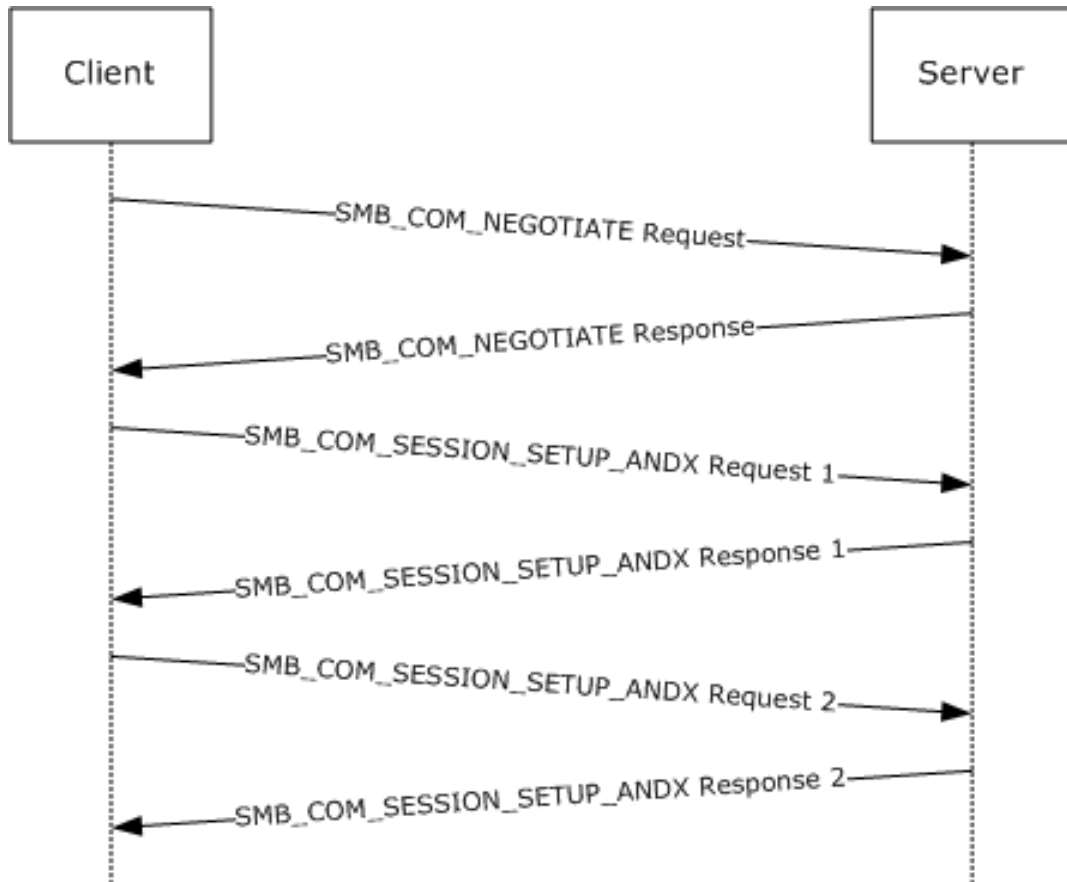 Client
Server
SMB_COM_NEGOTIATE Request
SMB_COM_NEGOTIATE Response
SMB_COM_SESSION_SETUP_ANDX Request 1
SMB_COM_SESSION_SETUP_ANDX Response 1
SMB_COM_SESSION_SETUP_ANDX Request 2
SMB_COM_SESSION_SETUP_ANDX Response 2